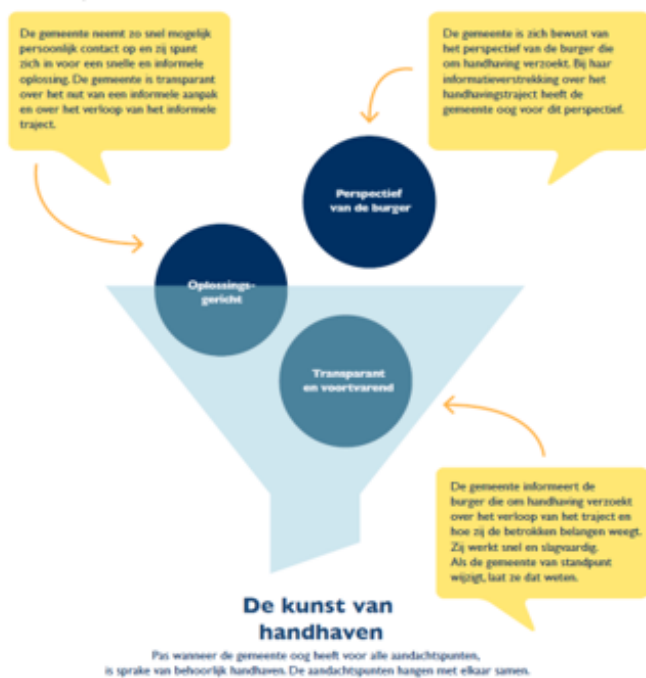 De gemeente neemt zo snel mogelijk
persoonlijk contact op en zij spant
zich in voor een snelle en informele
oplossing. De gemeente is transparant
over het nut van een informele aanpak
en over het verloop van het informele
traject.
De gemeente is zich bewust van
het perspectief van de burger die
om handhaving verzoekt. Bij haar
informatieverstrekking over het
handhavingstraject heeft de
gemeente oog voor dit perspectief.
Perspectief
van de burger
Oplossings-
gericht
Transparant
en voortvarend
De gemeente informeert de
burger die om handhaving verzoekt
over het verloop van het traject en
hoe zij de betrokken belangen weegt.
Zij werkt snel en slagvaardig.
Als de gemeente van standpunt
wijzigt, laat ze dat weten.
De kunst van
handhaven
Pas wanneer de gemeente oog heeft voor alle aandachtspunten,
is sprake van behoorlijk handhaven. De aandachtspunten hangen met elkaar samen.